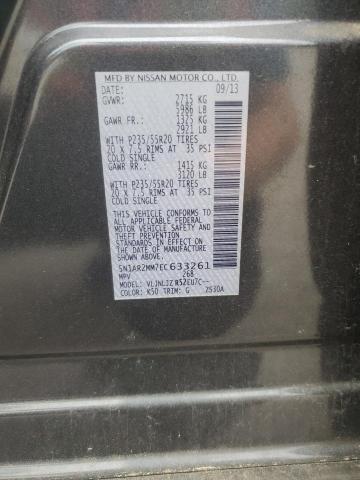 MFD BY NISSAN MOTOR CO., LTD.
DATE: 09/13
GVWR: 2715 KG
5986 LB
GAWR FR.: 1325 KG
2921 LB
WITH P235/55R20 TIRES
20 X 7.5 RIMS AT 35 PSI
COLD SINGLE
GAWR RR.: 1415 KG
3120 LB
WITH P235/55R20 TIRES
20 X 7.5 RIMS AT 35 PSI
COLD SINGLE
THIS VEHICLE CONFORMS TO ALL
APPLICABLE U.S. FEDERAL
MOTOR VEHICLE SAFETY AND
THEFT PREVENTION STANDARDS
IN EFFECT ON THE DATE OF
MANUFACTURE SHOWN ABOVE.
5N1AR2MM7EC633261
MPV 268
MODEL:
COLOR: K50 TRIM: G 2530A